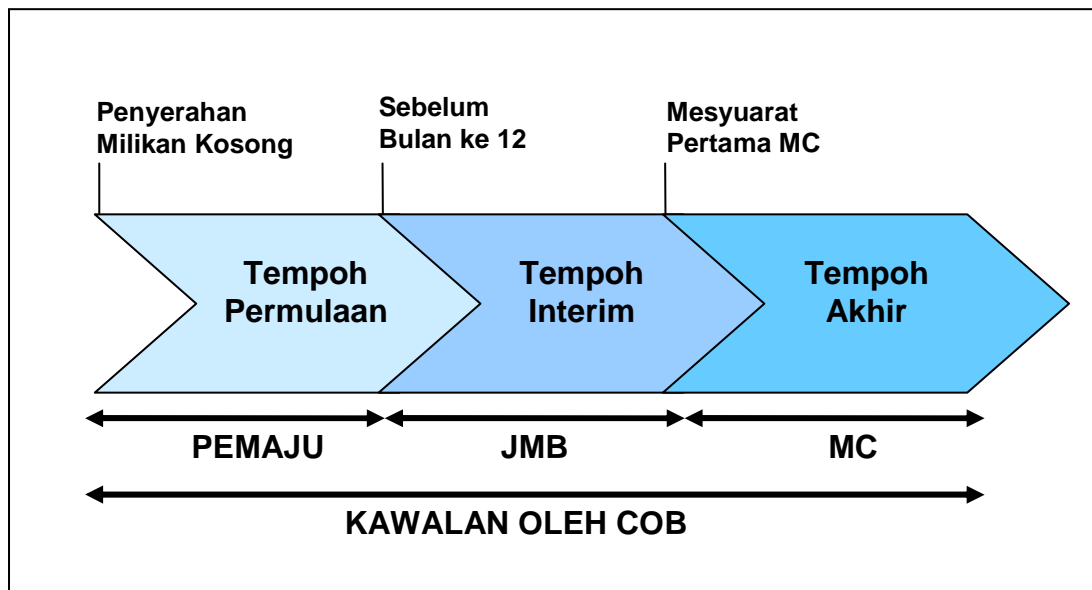 Penyerahan
Milikan Kosong
Sebelum
Bulan ke 12
Mesyuarat
Pertama MC
Tempoh
Permulaan
Tempoh
Interim
Tempoh
Akhir
PEMAJU
JMB
MC
KAWALAN OLEH COB